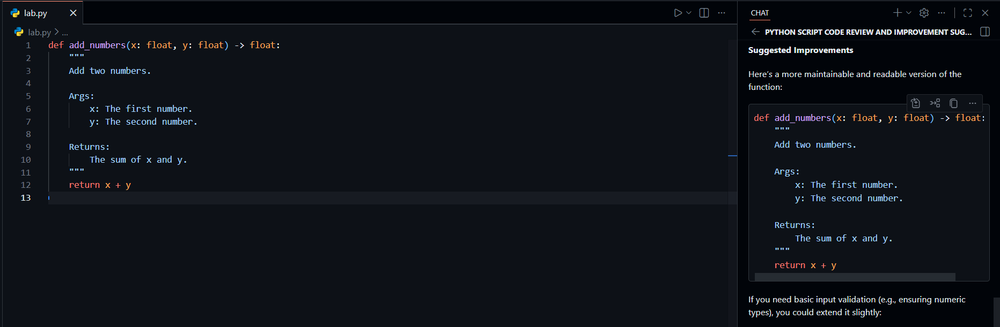 lab.py
lab.py > ...
1 def add_numbers(x: float, y: float) -> float:
2     """
3     Add two numbers.
4
5     Args:
6         x: The first number.
7         y: The second number.
8
9     Returns:
10         The sum of x and y.
11     """
12     return x + y
13
CHAT
PYTHON SCRIPT CODE REVIEW AND IMPROVEMENT SUG...
Suggested Improvements
Here's a more maintainable and readable version of the
function:
def add_numbers(x: float, y: float) -> float:
    """
    Add two numbers.

    Args:
        x: The first number.
        y: The second number.

    Returns:
        The sum of x and y.
    """
    return x + y
If you need basic input validation (e.g., ensuring numeric
types), you could extend it slightly: